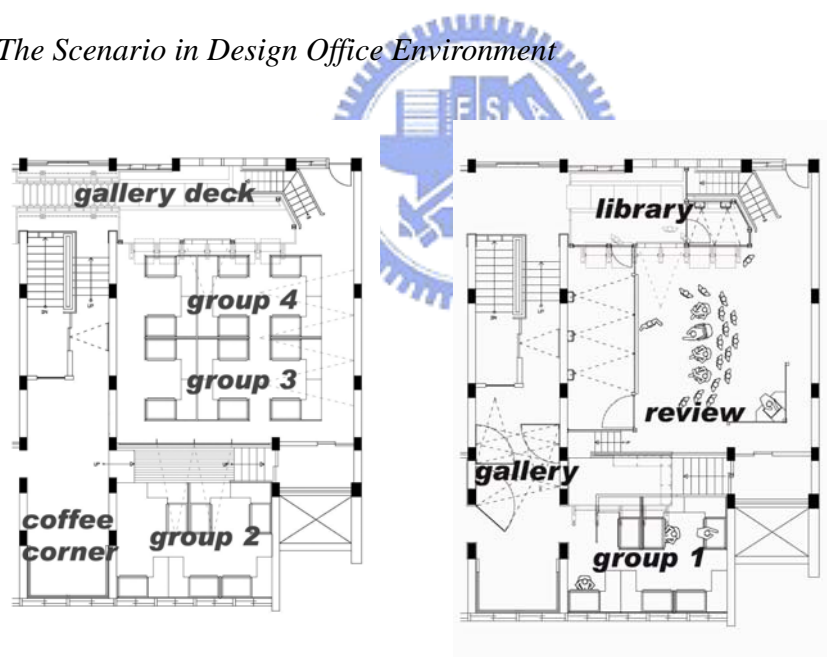 The Scenario in Design Office Environment
ESA
gallery deck
group 4
group 3
coffee
corner
group 2
library
review
gallery
group 1